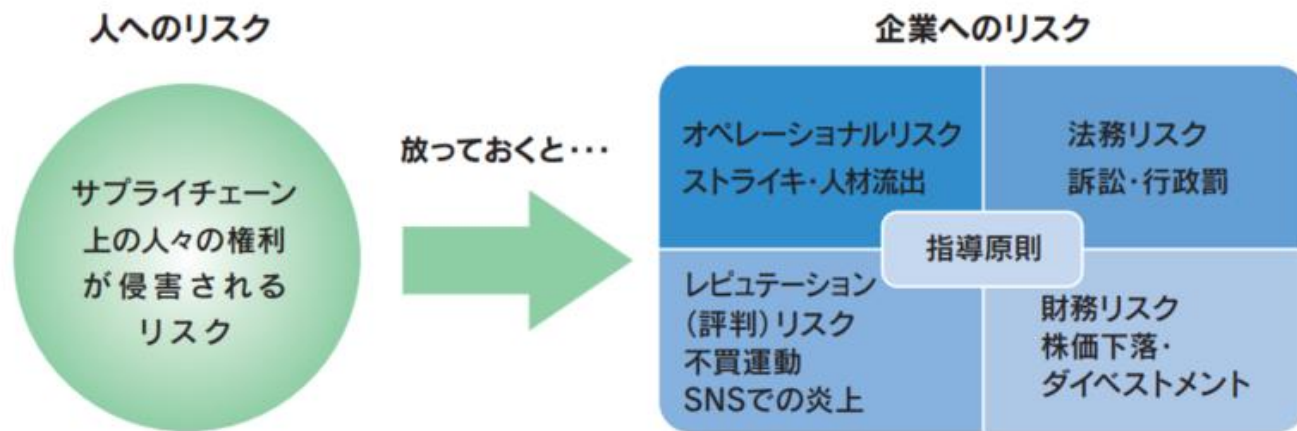 人へのリスク
サプライチェーン
上の人々の権利
が侵害される
リスク
放っておくと･･･
企業へのリスク
オペレーショナルリスク
ストライキ・人材流出
法務リスク
訴訟・行政罰
指導原則
レピュテーション
(評判)リスク
不買運動
SNSでの炎上
財務リスク
株価下落・
ダイベストメント